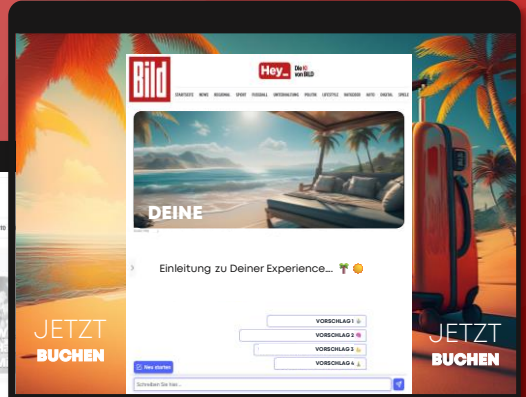 Bild
Hey_ Die KI
von BILD
STARTSEITE NEWS REGIONAL SPORT FUSSBALL UNTERHALTUNG POLITIK LIFESTYLE RATGEBER AUTO DIGITAL SPIELE
DEINE
Einleitung zu Deiner Experience.... 🌴 🌞
VORSCHLAG 1
VORSCHLAG 2
VORSCHLAG 3
VORSCHLAG 4
Neu starten
Schreiben Sie hier...
JETZT
BUCHEN
JETZT
BUCHEN